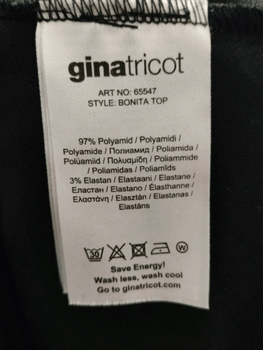 ginatricot
ART NO: 65547
STYLE: BONITA TOP
97% Polyamid / Polyamidi /
Polyamide / Полиамид / Poliamida /
Polüamiid / Πολυαμίδη / Poliammide
/ Poliamidas / Poliamīds
3% Elastan / Elastaani / Elastane /
Еластан / Elastano / Élasthanne /
Ελαστάνη / Elasztán / Elastanas /
Elastāns
30 W
Save Energy!
Wash less, wash cool
Go to ginatricot.com